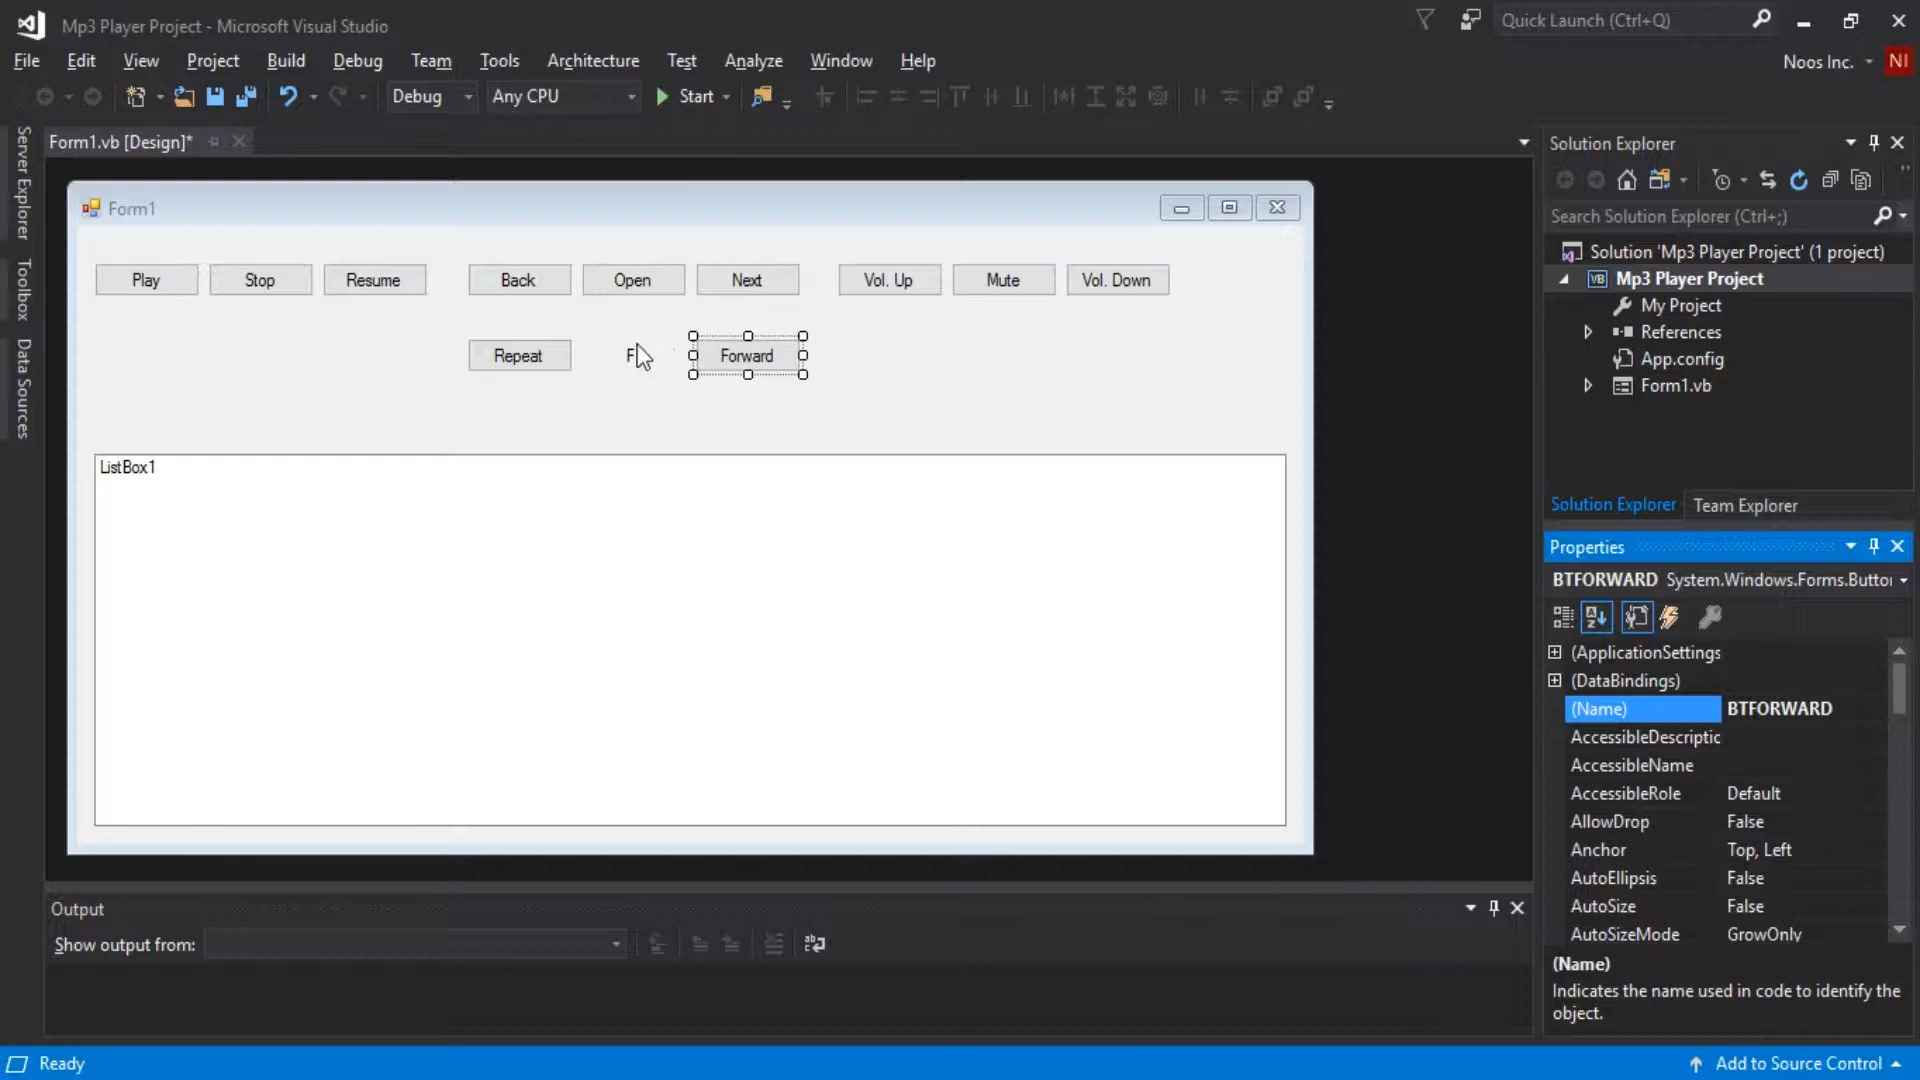 Mp3 Player Project - Microsoft Visual Studio
Quick Launch (Ctrl+Q)
File Edit View Project Build Debug Team Tools Architecture Test Analyze Window Help
Noos Inc. NI
Debug Any CPU Start
Server Explorer
Toolbox
Data Sources
Form1.vb [Design]*
Form1
Play Stop Resume Back Open Next Vol. Up Mute Vol. Down
Repeat Forward
ListBox1
Output
Show output from:
Solution Explorer
Search Solution Explorer (Ctrl+;)
Solution 'Mp3 Player Project' (1 project)
VB Mp3 Player Project
My Project
References
App.config
Form1.vb
Solution Explorer Team Explorer
Properties
BTFORWARD System.Windows.Forms.Button
(ApplicationSettings
(DataBindings)
(Name) BTFORWARD
AccessibleDescriptic
AccessibleName
AccessibleRole Default
AllowDrop False
Anchor Top, Left
AutoEllipsis False
AutoSize False
AutoSizeMode GrowOnly
(Name)
Indicates the name used in code to identify the
object.
Ready
Add to Source Control